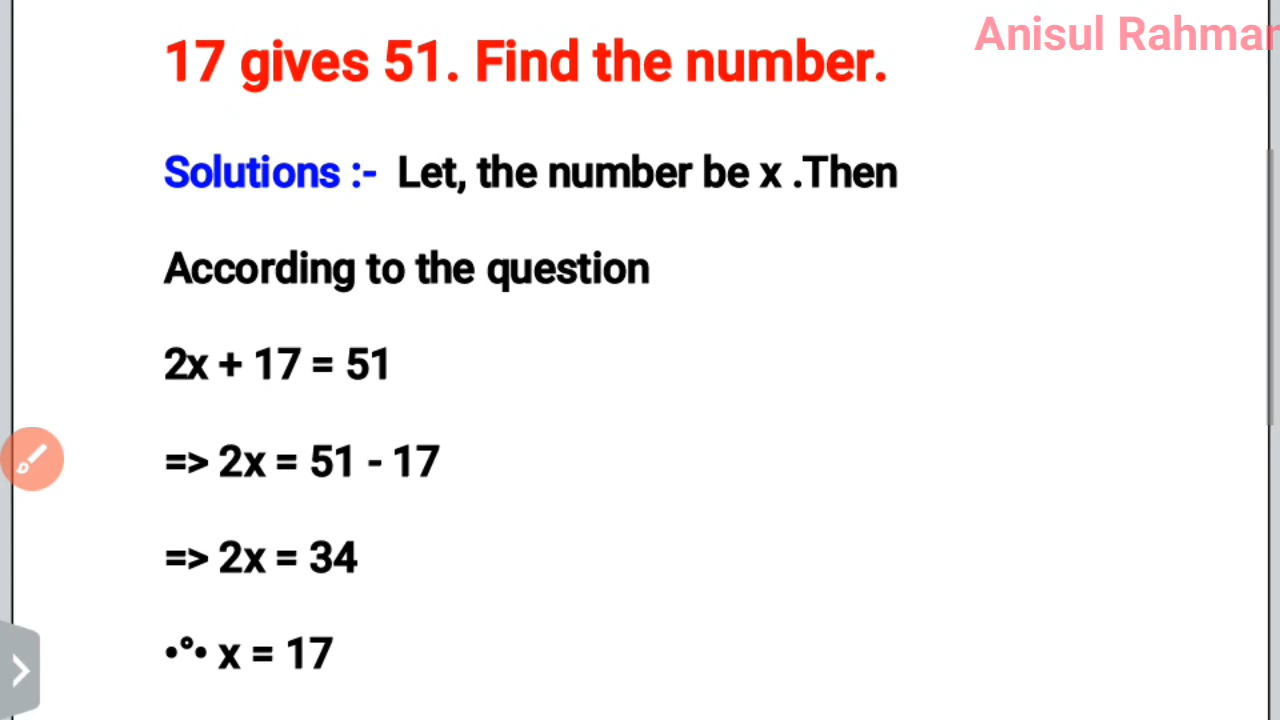 Anisul Rahman
17 gives 51. Find the number.
Solutions :- Let, the number be x .Then
According to the question
2x + 17 = 51
=> 2x = 51 - 17
=> 2x = 34
•°• x = 17